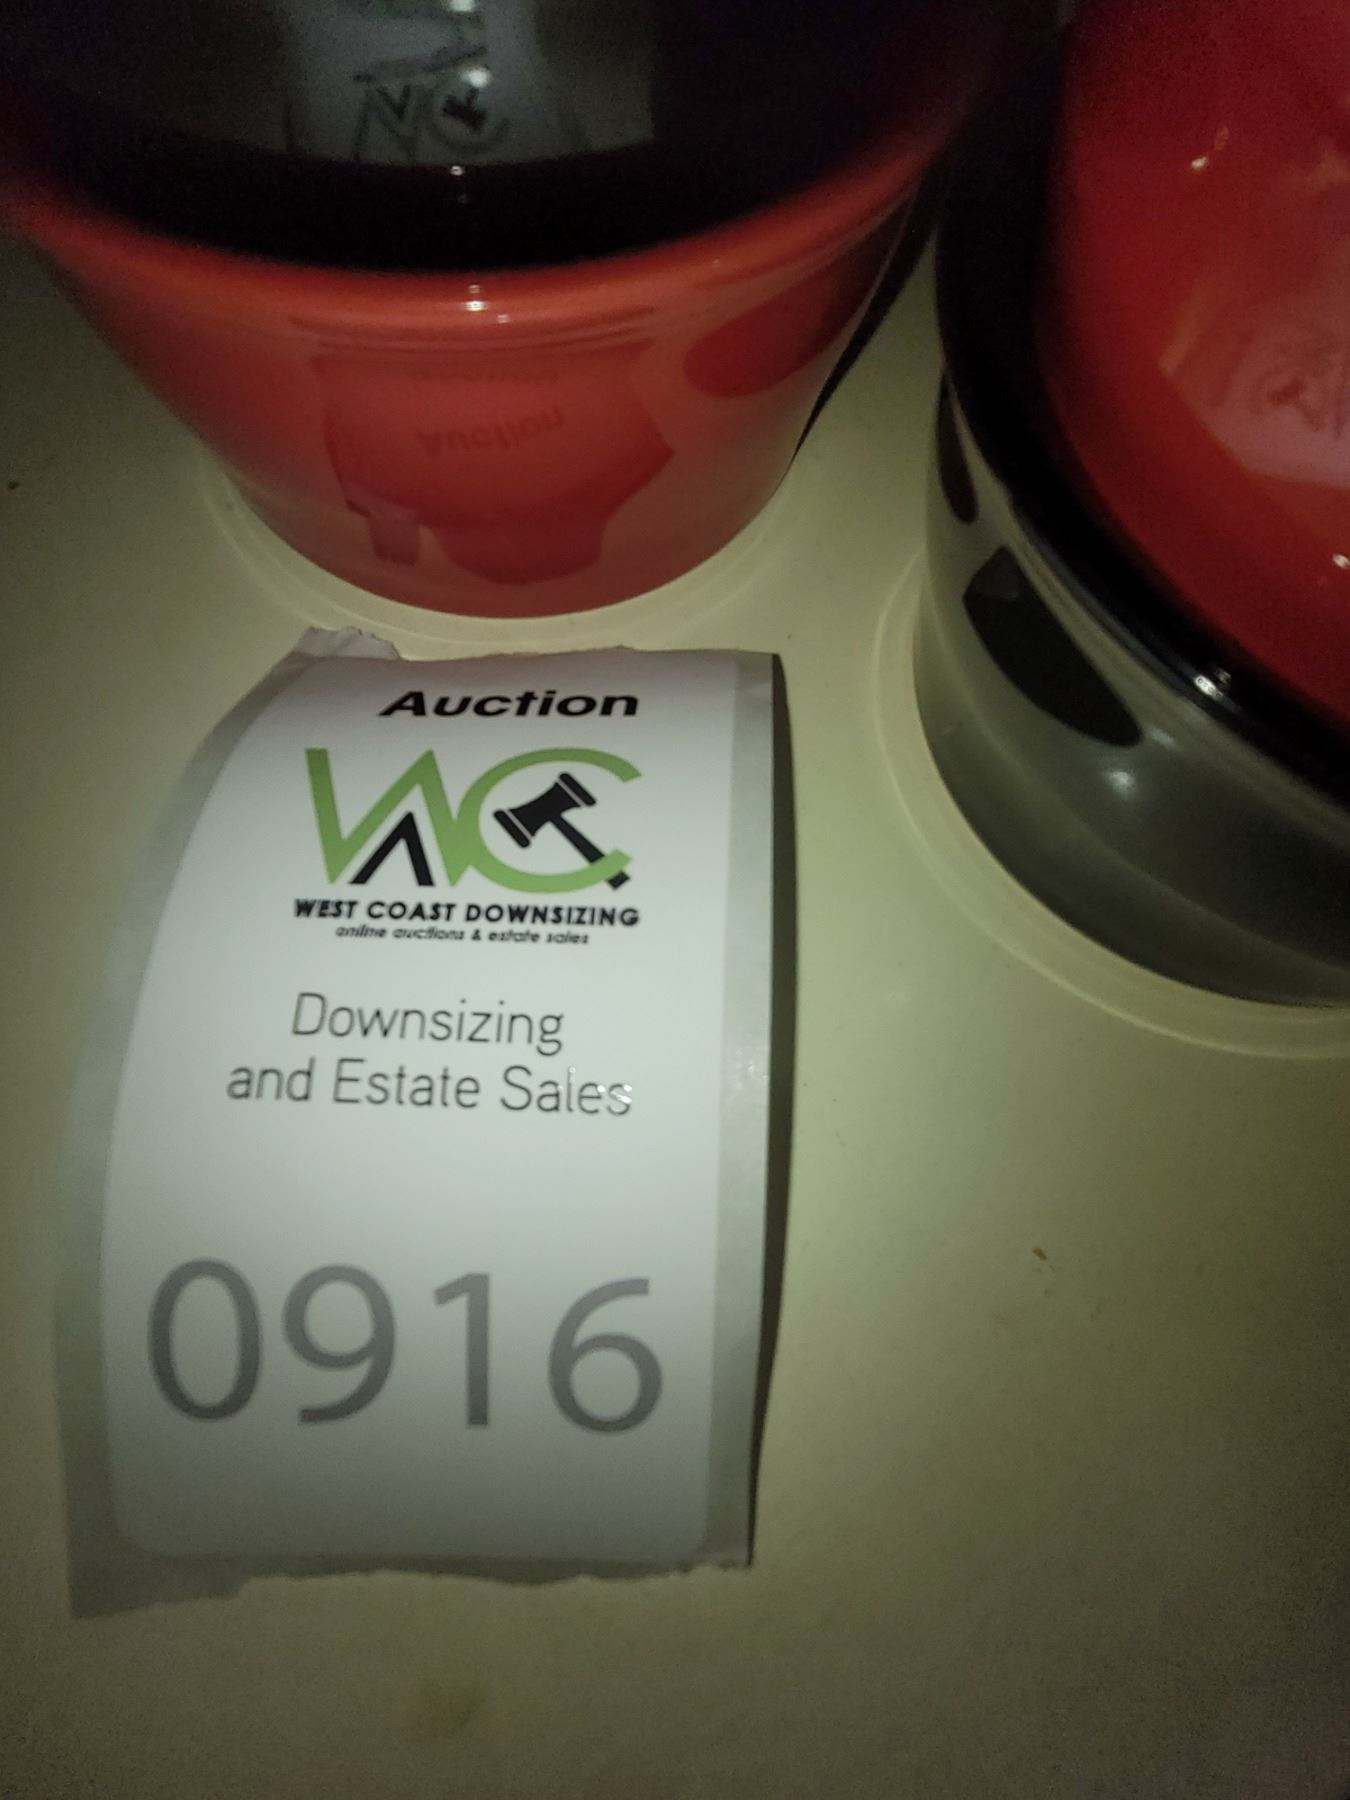 Auction
WC
WEST COAST DOWNSIZING
online auctions & estate sales
Downsizing
and Estate Sales
0916